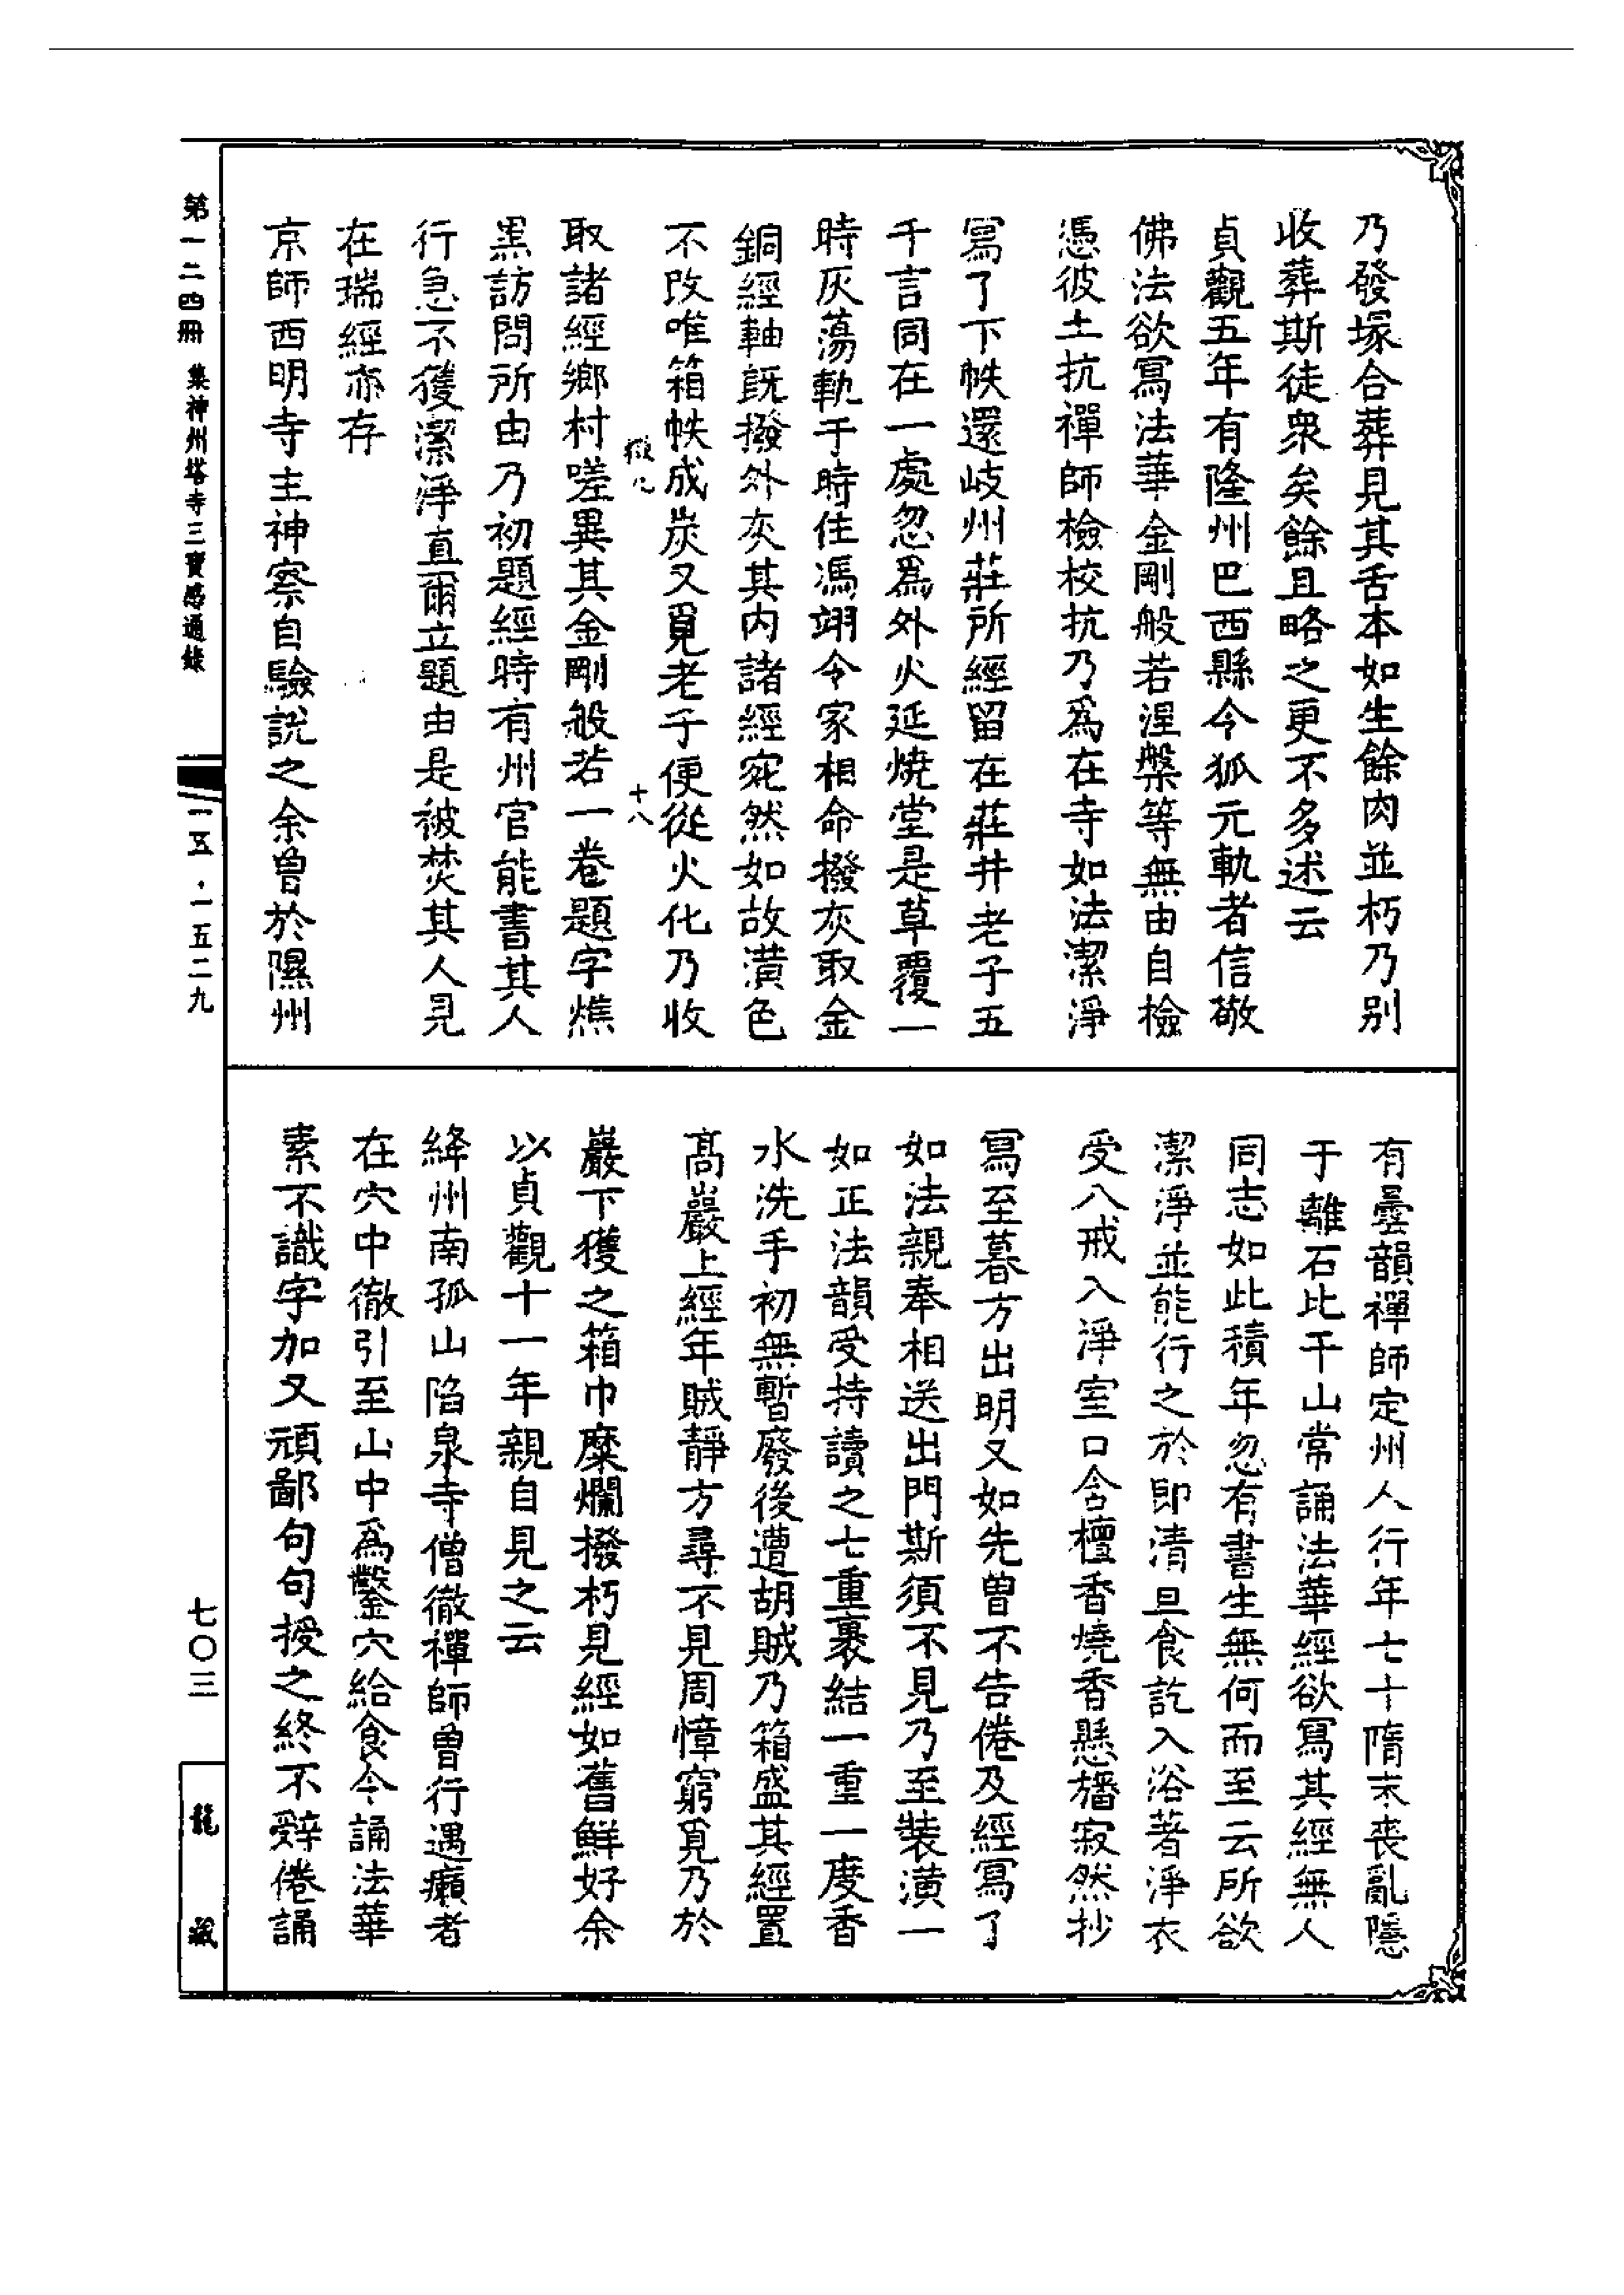 乃發塜合葬見其舌本如生餘肉並朽乃别
收葬斯徒衆矣餘且略之更不多述云
貞觀五年有隆州巴西縣令狐元軌者信敬
佛法欲寫法華金剛般若涅槃等無由自檢
憑彼土抗禪師檢校抗乃爲在寺如法潔淨
寫了下帙還岐州莊所經留在莊并老子五
千言同在一處忽爲外火延燒堂是草覆一
時灰蕩軌于時住馮翊令家相命撥灰取金
銅經軸既撥外灰其内諸經宛然如故潢色
不改唯箱帙成炭又覓老子便從火化乃收
十八
取諸經鄉村嗟異其金剛般若一卷題字燋
黑訪問所由乃初題經時有州官能書其人
行急不獲潔淨直爾立題由是被焚其人見
在瑞經亦存
京師西明寺主神察自驗說之余曾於隰州
有曇韻禪師定州人行年七十隋末喪亂隱
于離石比干山常誦法華經欲寫其經無人
同志如此積年忽有書生無何而至云所欲
潔淨並能行之於即清旦食訖入浴著淨衣
受八戒入淨室口含檀香燒香懸旛寂然抄
寫至暮方出明又如先曽不告倦及經寫了
如法親奉相送出門斯須不見乃至裝潢一
如正法韻受持讀之七重裹結一重一度香
水洗手初無暫廢後遭胡賊乃箱盛其經置
髙巖上經年賊靜方尋不見周慞窮覓乃於
巖下獲之箱巾糜爛撥朽見經如舊鮮好余
以貞觀十一年親自見之云
絳州南孤山陷泉寺僧徹禪師曽行遇癩者
在穴中徹引至山中爲鑿穴給食令誦法華
素不識字加又頑鄙句句授之終不辭倦誦
第一二四冊 集神州塔寺三寶感通錄
一五·一五二九
七〇三
龍藏